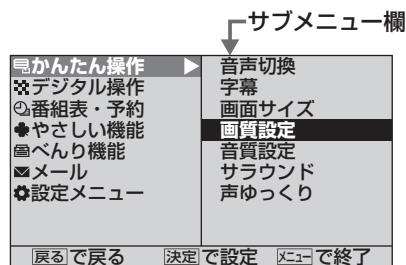 サブメニュー欄
かんたん操作
デジタル操作
番組表・予約
やさしい機能
べんり機能
メール
設定メニュー
音声切換
字幕
画面サイズ
画質設定
音質設定
サラウンド
声ゆっくり
戻るで戻る 決定で設定 メニューで終了